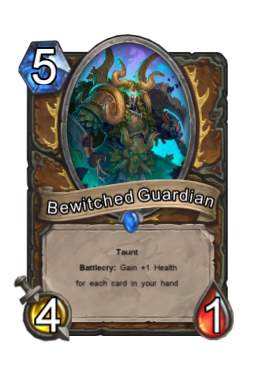 5
Bewitched Guardian
Taunt
Battlecry: Gain +1 Health
for each card in your hand
4
1